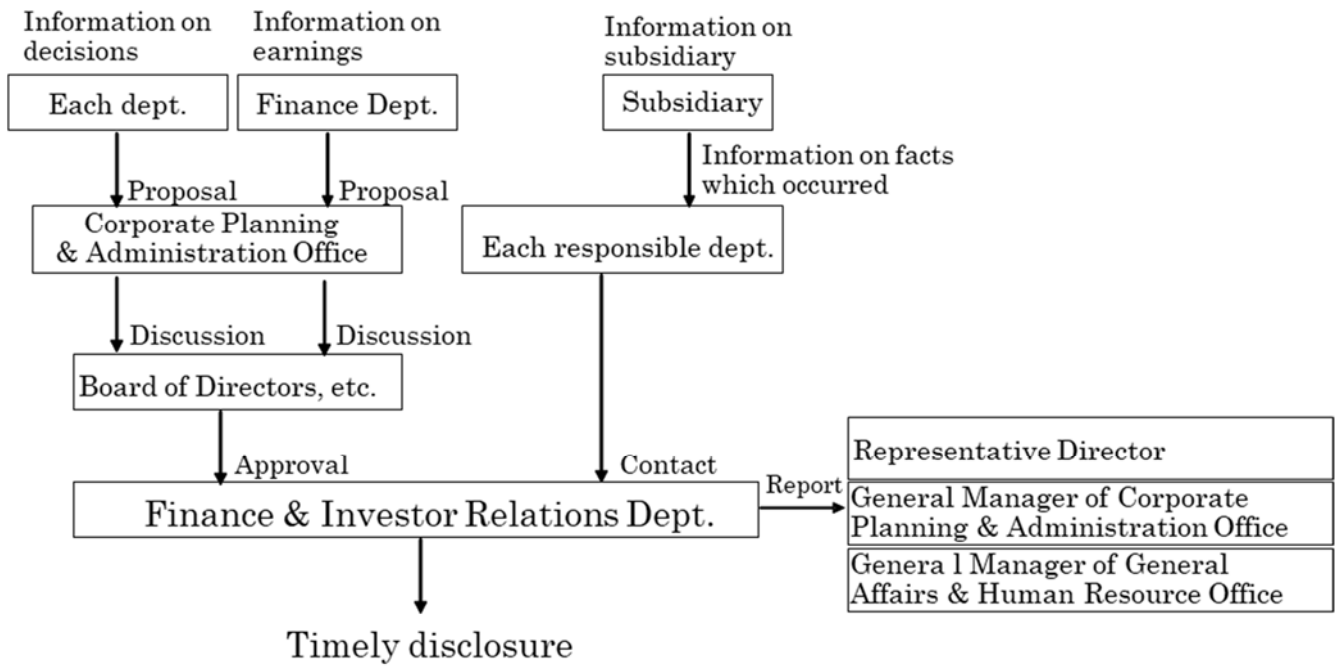 Information on
decisions
Information on
earnings
Information on
subsidiary
Each dept.
Finance Dept.
Subsidiary
Information on facts
which occurred
Proposal
Proposal
Corporate Planning
& Administration Office
Each responsible dept.
Discussion
Discussion
Board of Directors, etc.
Approval
Contact
Finance & Investor Relations Dept.
Report
Representative Director
General Manager of Corporate
Planning & Administration Office
Genera l Manager of General
Affairs & Human Resource Office
Timely disclosure